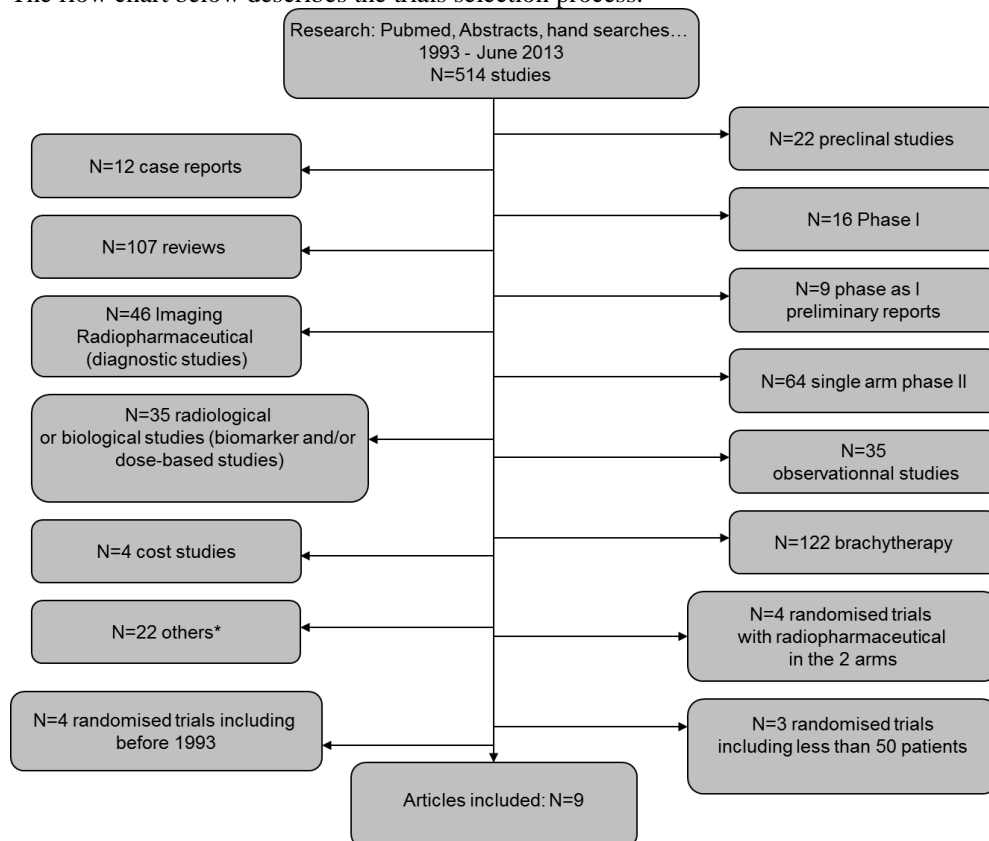 The flow chart below describes the trials selection process.
Research: Pubmed, Abstracts, hand searches…
1993 - June 2013
N=514 studies
N=22 preclinal studies
N=12 case reports
N=16 Phase I
N=107 reviews
N=9 phase as I
preliminary reports
N=46 Imaging
Radiopharmaceutical
(diagnostic studies)
N=64 single arm phase II
N=35 radiological
or biological studies (biomarker and/or
dose-based studies)
N=35
observationnal studies
N=4 cost studies
N=122 brachytherapy
N=22 others*
N=4 randomised trials
with radiopharmaceutical
in the 2 arms
N=4 randomised trials including
before 1993
N=3 randomised trials
including less than 50 patients
Articles included: N=9